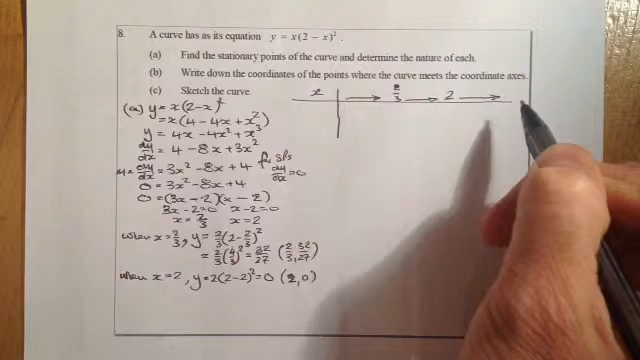 8. A curve has as its equation y = x(2 − x)².
(a) Find the stationary points of the curve and determine the nature of each.
(b) Write down the coordinates of the points where the curve meets the coordinate axes.
(c) Sketch the curve.
x → 2/3 → 2 →
(a) y = x(2−x)²
= x(4 − 4x + x²)
y = 4x − 4x² + x³
dy/dx = 4 − 8x + 3x²
dy/dx = 3x² − 8x + 4 for SPs dy/dx = 0
0 = 3x² − 8x + 4
0 = (3x − 2)(x − 2)
3x − 2 = 0 x − 2 = 0
x = 2/3 x = 2
when x = 2/3, y = 2/3(2 − 2/3)²
= 2/3(4/3)² = 32/27 (2/3, 32/27)
when x = 2, y = 2(2−2)² = 0 (2, 0)